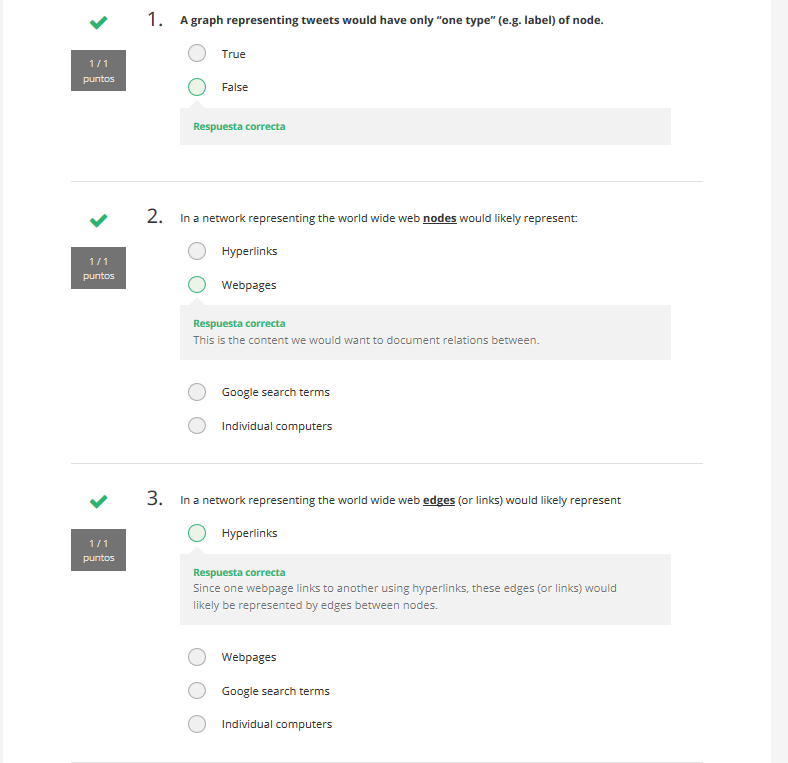 1. A graph representing tweets would have only “one type” (e.g. label) of node.
True
1 / 1
puntos
False
Respuesta correcta
2. In a network representing the world wide web nodes would likely represent:
Hyperlinks
1 / 1
puntos
Webpages
Respuesta correcta
This is the content we would want to document relations between.
Google search terms
Individual computers
3. In a network representing the world wide web edges (or links) would likely represent
Hyperlinks
1 / 1
puntos
Respuesta correcta
Since one webpage links to another using hyperlinks, these edges (or links) would
likely be represented by edges between nodes.
Webpages
Google search terms
Individual computers